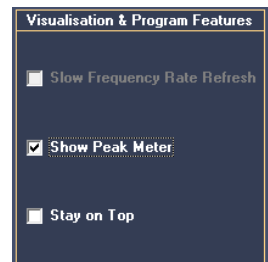 Visualisation & Program Features
Slow Frequency Rate Refresh
Show Peak Meter
Stay on Top